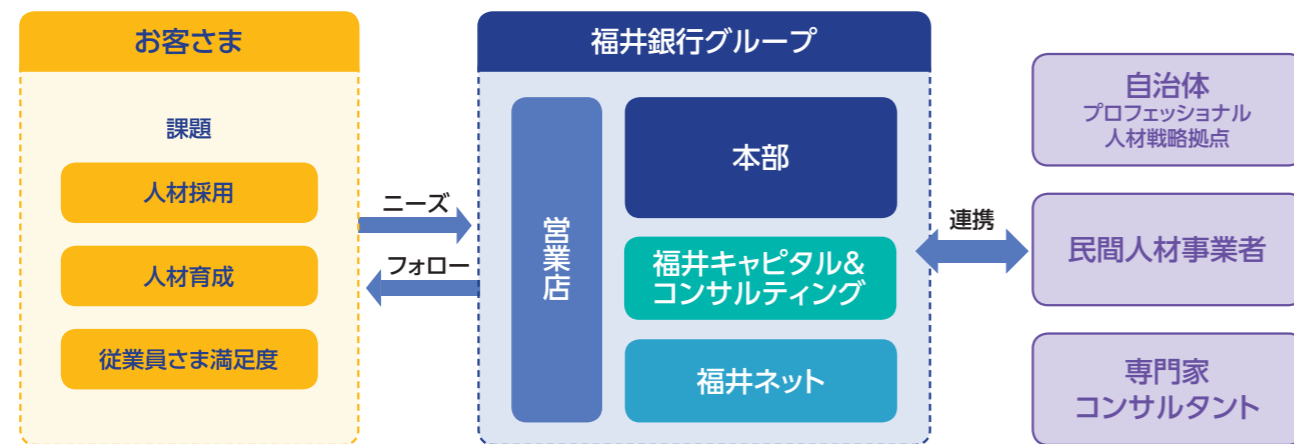 お客さま
課題
人材採用
人材育成
従業員さま満足度
ニーズ
フォロー
福井銀行グループ
営業店
本部
福井キャピタル&
コンサルティング
福井ネット
連携
自治体
プロフェッショナル
人材戦略拠点
民間人材事業者
専門家
コンサルタント